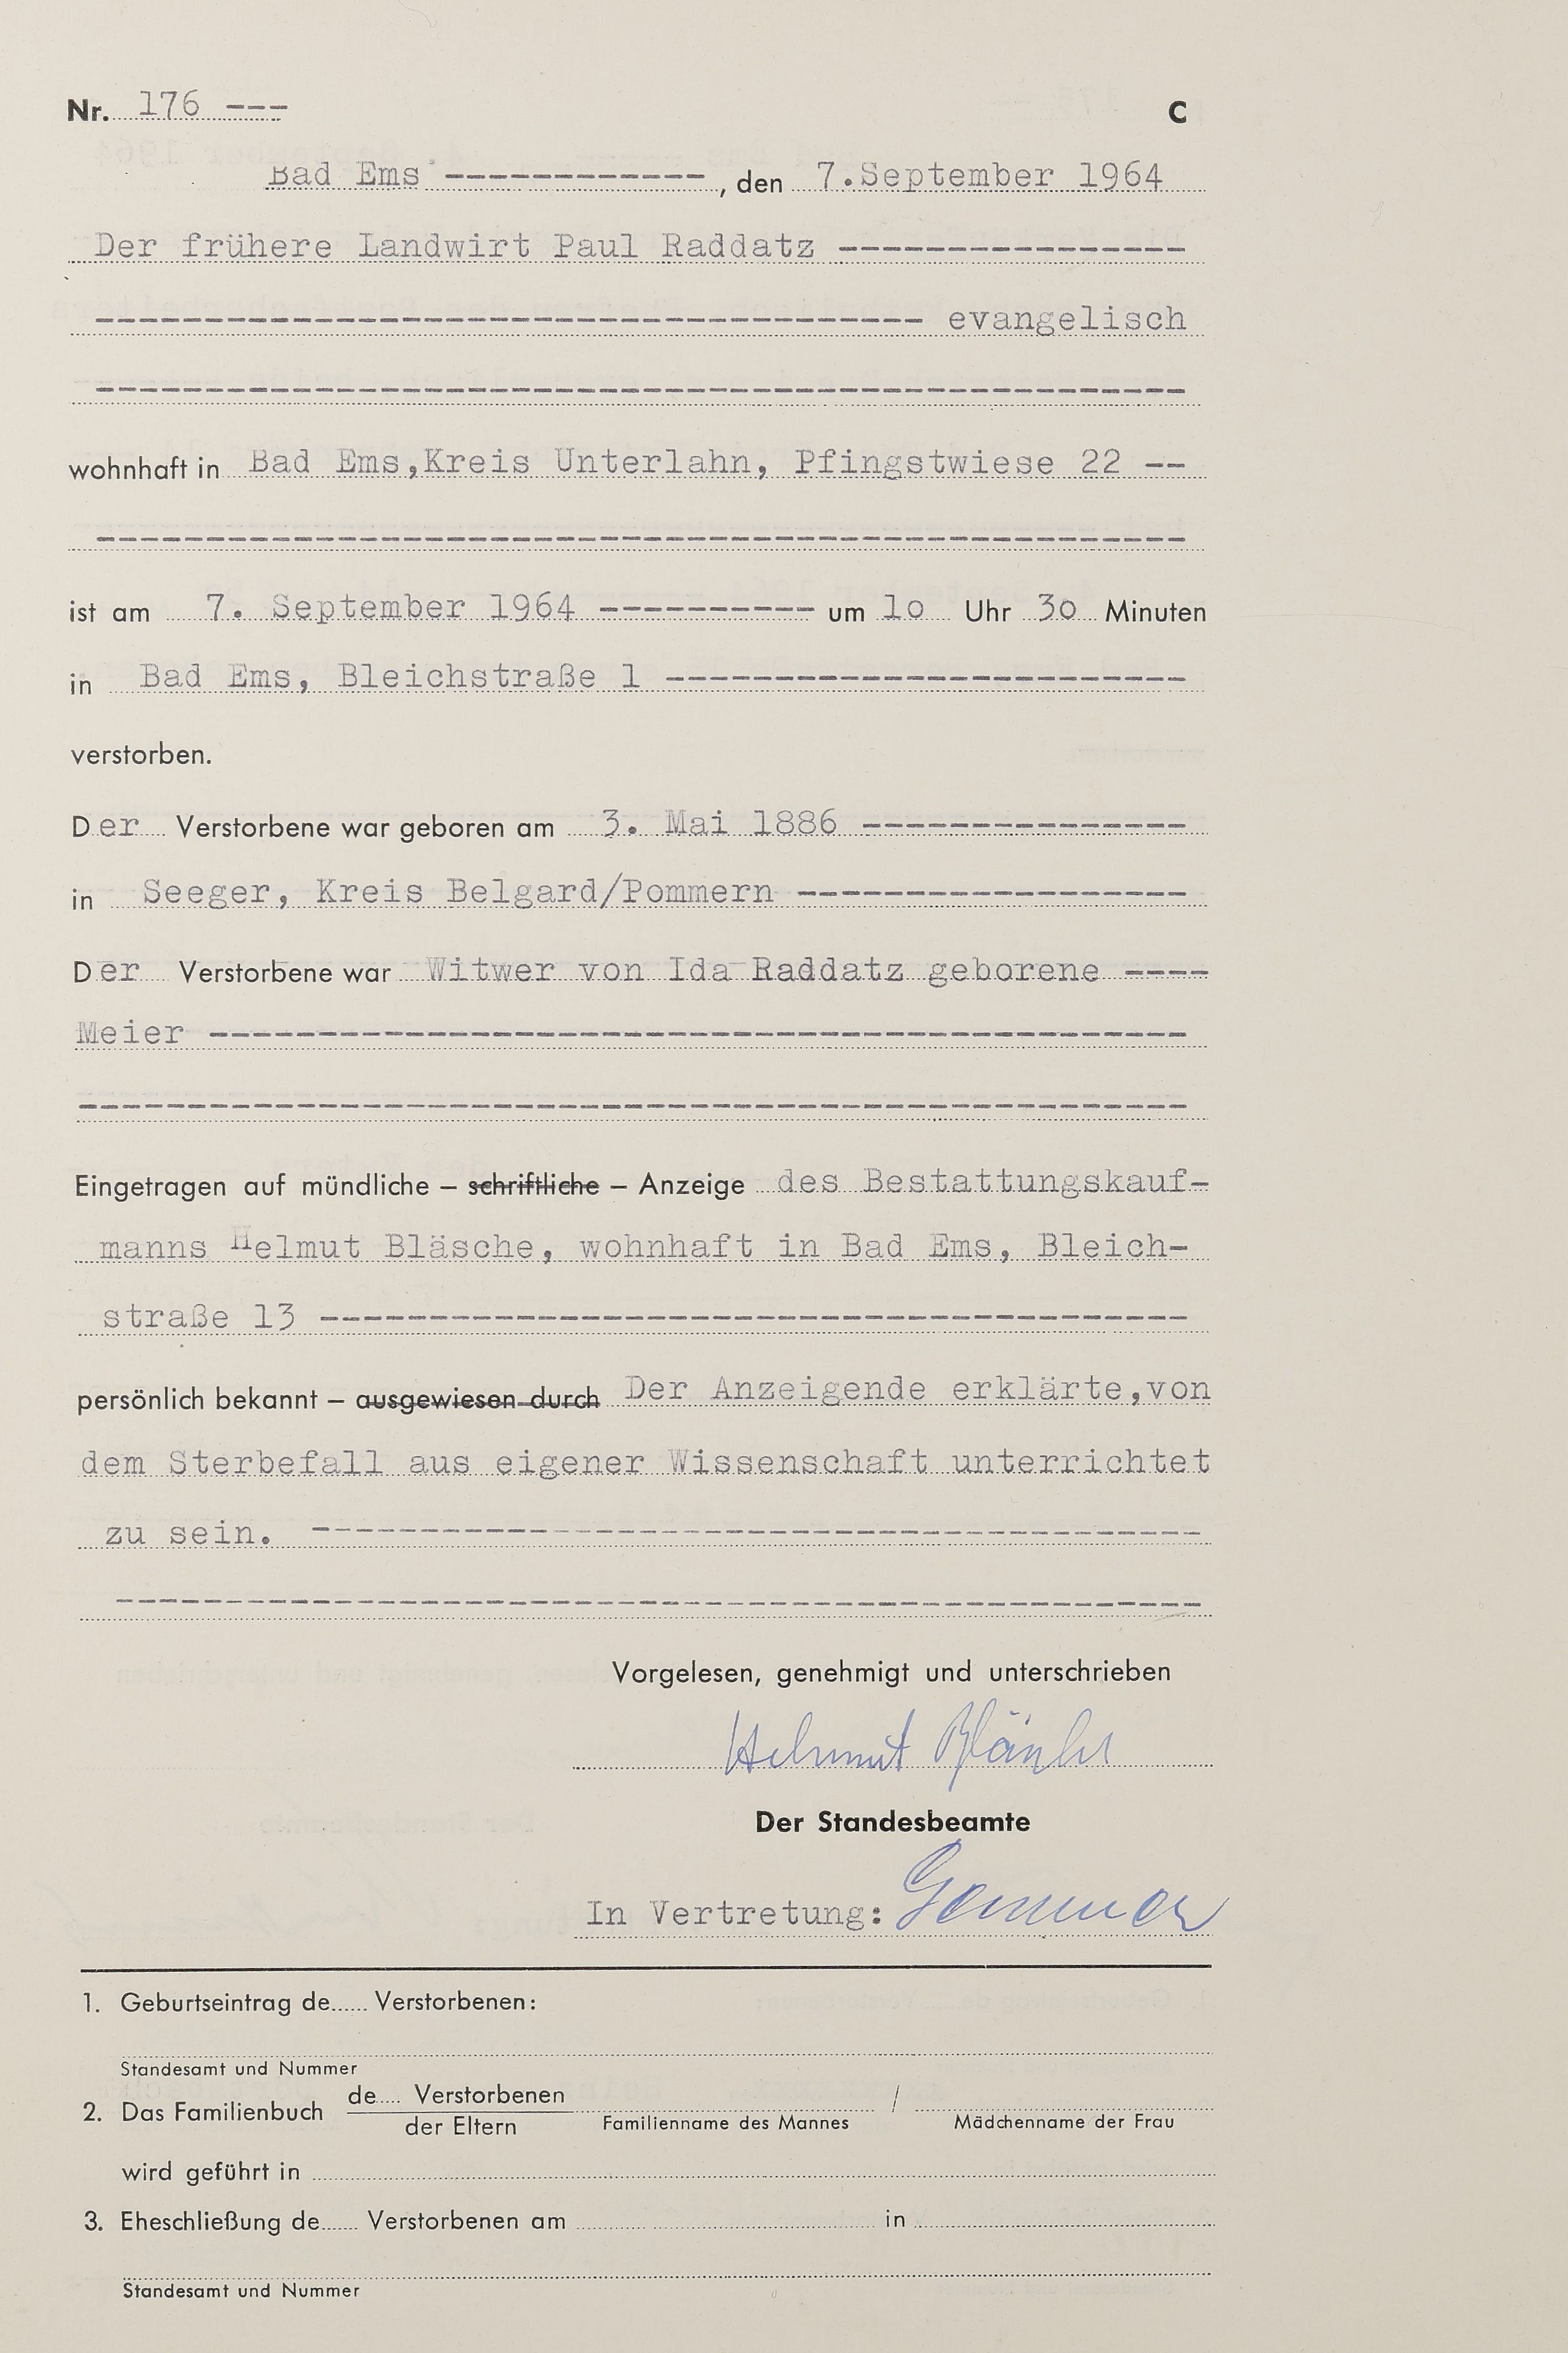 Nr. 176 --- C
Bad Ems ------------, den 7.September 1964
Der frühere Landwirt Paul Raddatz ----------------
-------------------------------------- evangelisch
--------------------------------------------------
wohnhaft in Bad Ems,Kreis Unterlahn, Pfingstwiese 22 --
--------------------------------------------------
ist am 7. September 1964 ---------- um 10 Uhr 30 Minuten
in Bad Ems, Bleichstraße 1 ------------------------
verstorben.
Der Verstorbene war geboren am 3. Mai 1886 ---------------
in Seeger, Kreis Belgard/Pommern ------------------
Der Verstorbene war Witwer von Ida Raddatz geborene ----
Meier ---------------------------------------------
---------------------------------------------------
Eingetragen auf mündliche – schriftliche – Anzeige des Bestattungskauf-
manns Helmut Bläsche, wohnhaft in Bad Ems, Bleich-
straße 13 ----------------------------------------
persönlich bekannt – ausgewiesen durch Der Anzeigende erklärte,von
dem Sterbefall aus eigener Wissenschaft unterrichtet
zu sein. -----------------------------------------
--------------------------------------------------
Vorgelesen, genehmigt und unterschrieben
Helmut Bläsche
Der Standesbeamte
In Vertretung:
1. Geburtseintrag de...... Verstorbenen:
Standesamt und Nummer
de.... Verstorbenen /
2. Das Familienbuch
der Eltern Familienname des Mannes Mädchenname der Frau
wird geführt in
3. Eheschließung de...... Verstorbenen am in
Standesamt und Nummer